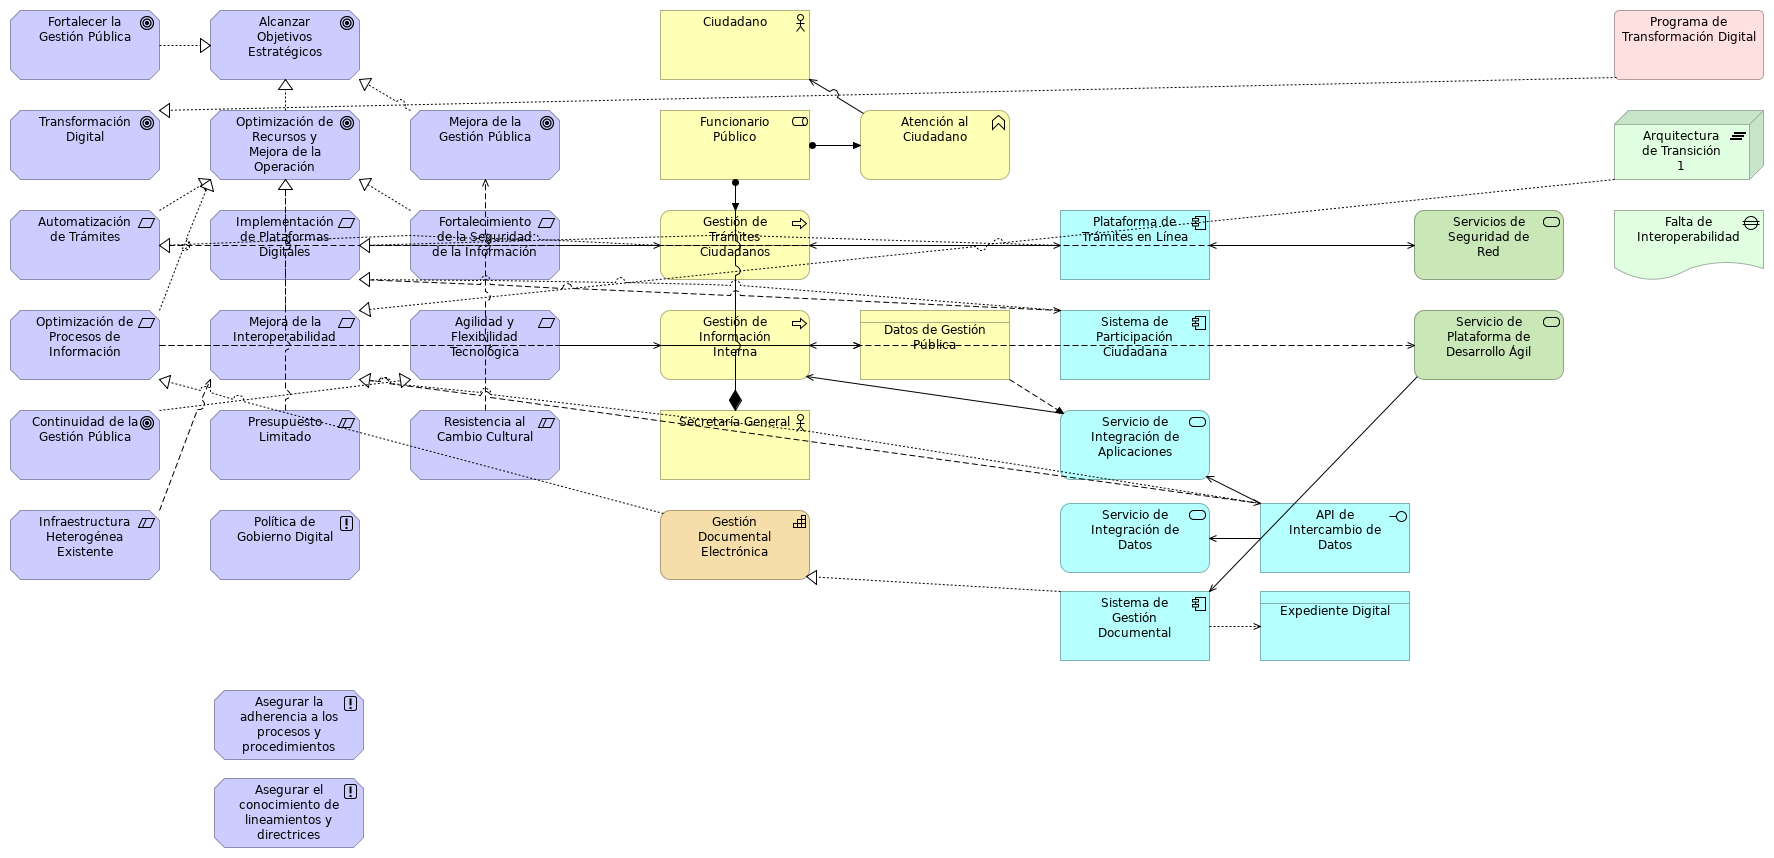 Fortalecer la
Gestión Pública
Alcanzar
Objetivos
Estratégicos
Ciudadano
Programa de
Transformación Digital
Transformación
Digital
Optimización de
Recursos y
Mejora de la
Operación
Mejora de la
Gestión Pública
Funcionario
Público
Atención al
Ciudadano
Arquitectura
de Transición
1
Automatización
de Trámites
Implementación
de Plataformas
Digitales
Fortalecimiento
de la Seguridad
de la Información
Gestión de
Trámites
Ciudadanos
Plataforma de
Trámites en Línea
Servicios de
Seguridad de
Red
Falta de
Interoperabilidad
Optimización de
Procesos de
Información
Mejora de la
Interoperabilidad
Agilidad y
Flexibilidad
Tecnológica
Gestión de
Información
Interna
Datos de Gestión
Pública
Sistema de
Participación
Ciudadana
Servicio de
Plataforma de
Desarrollo Ágil
Continuidad de la
Gestión Pública
Presupuesto
Limitado
Resistencia al
Cambio Cultural
Secretaría General
Servicio de
Integración de
Aplicaciones
Infraestructura
Heterogénea
Existente
Política de
Gobierno Digital
Gestión
Documental
Electrónica
Servicio de
Integración de
Datos
API de
Intercambio de
Datos
Sistema de
Gestión
Documental
Expediente Digital
Asegurar la
adherencia a los
procesos y
procedimientos
Asegurar el
conocimiento de
lineamientos y
directrices